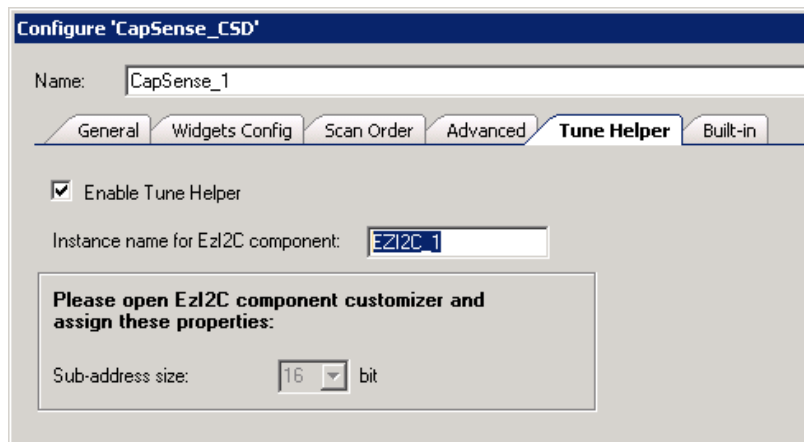 Configure 'CapSense_CSD'
Name: CapSense_1
General Widgets Config Scan Order Advanced Tune Helper Built-in
Enable Tune Helper
Instance name for EzI2C component: EZI2C_1
Please open EzI2C component customizer and
assign these properties:
Sub-address size: 16 bit